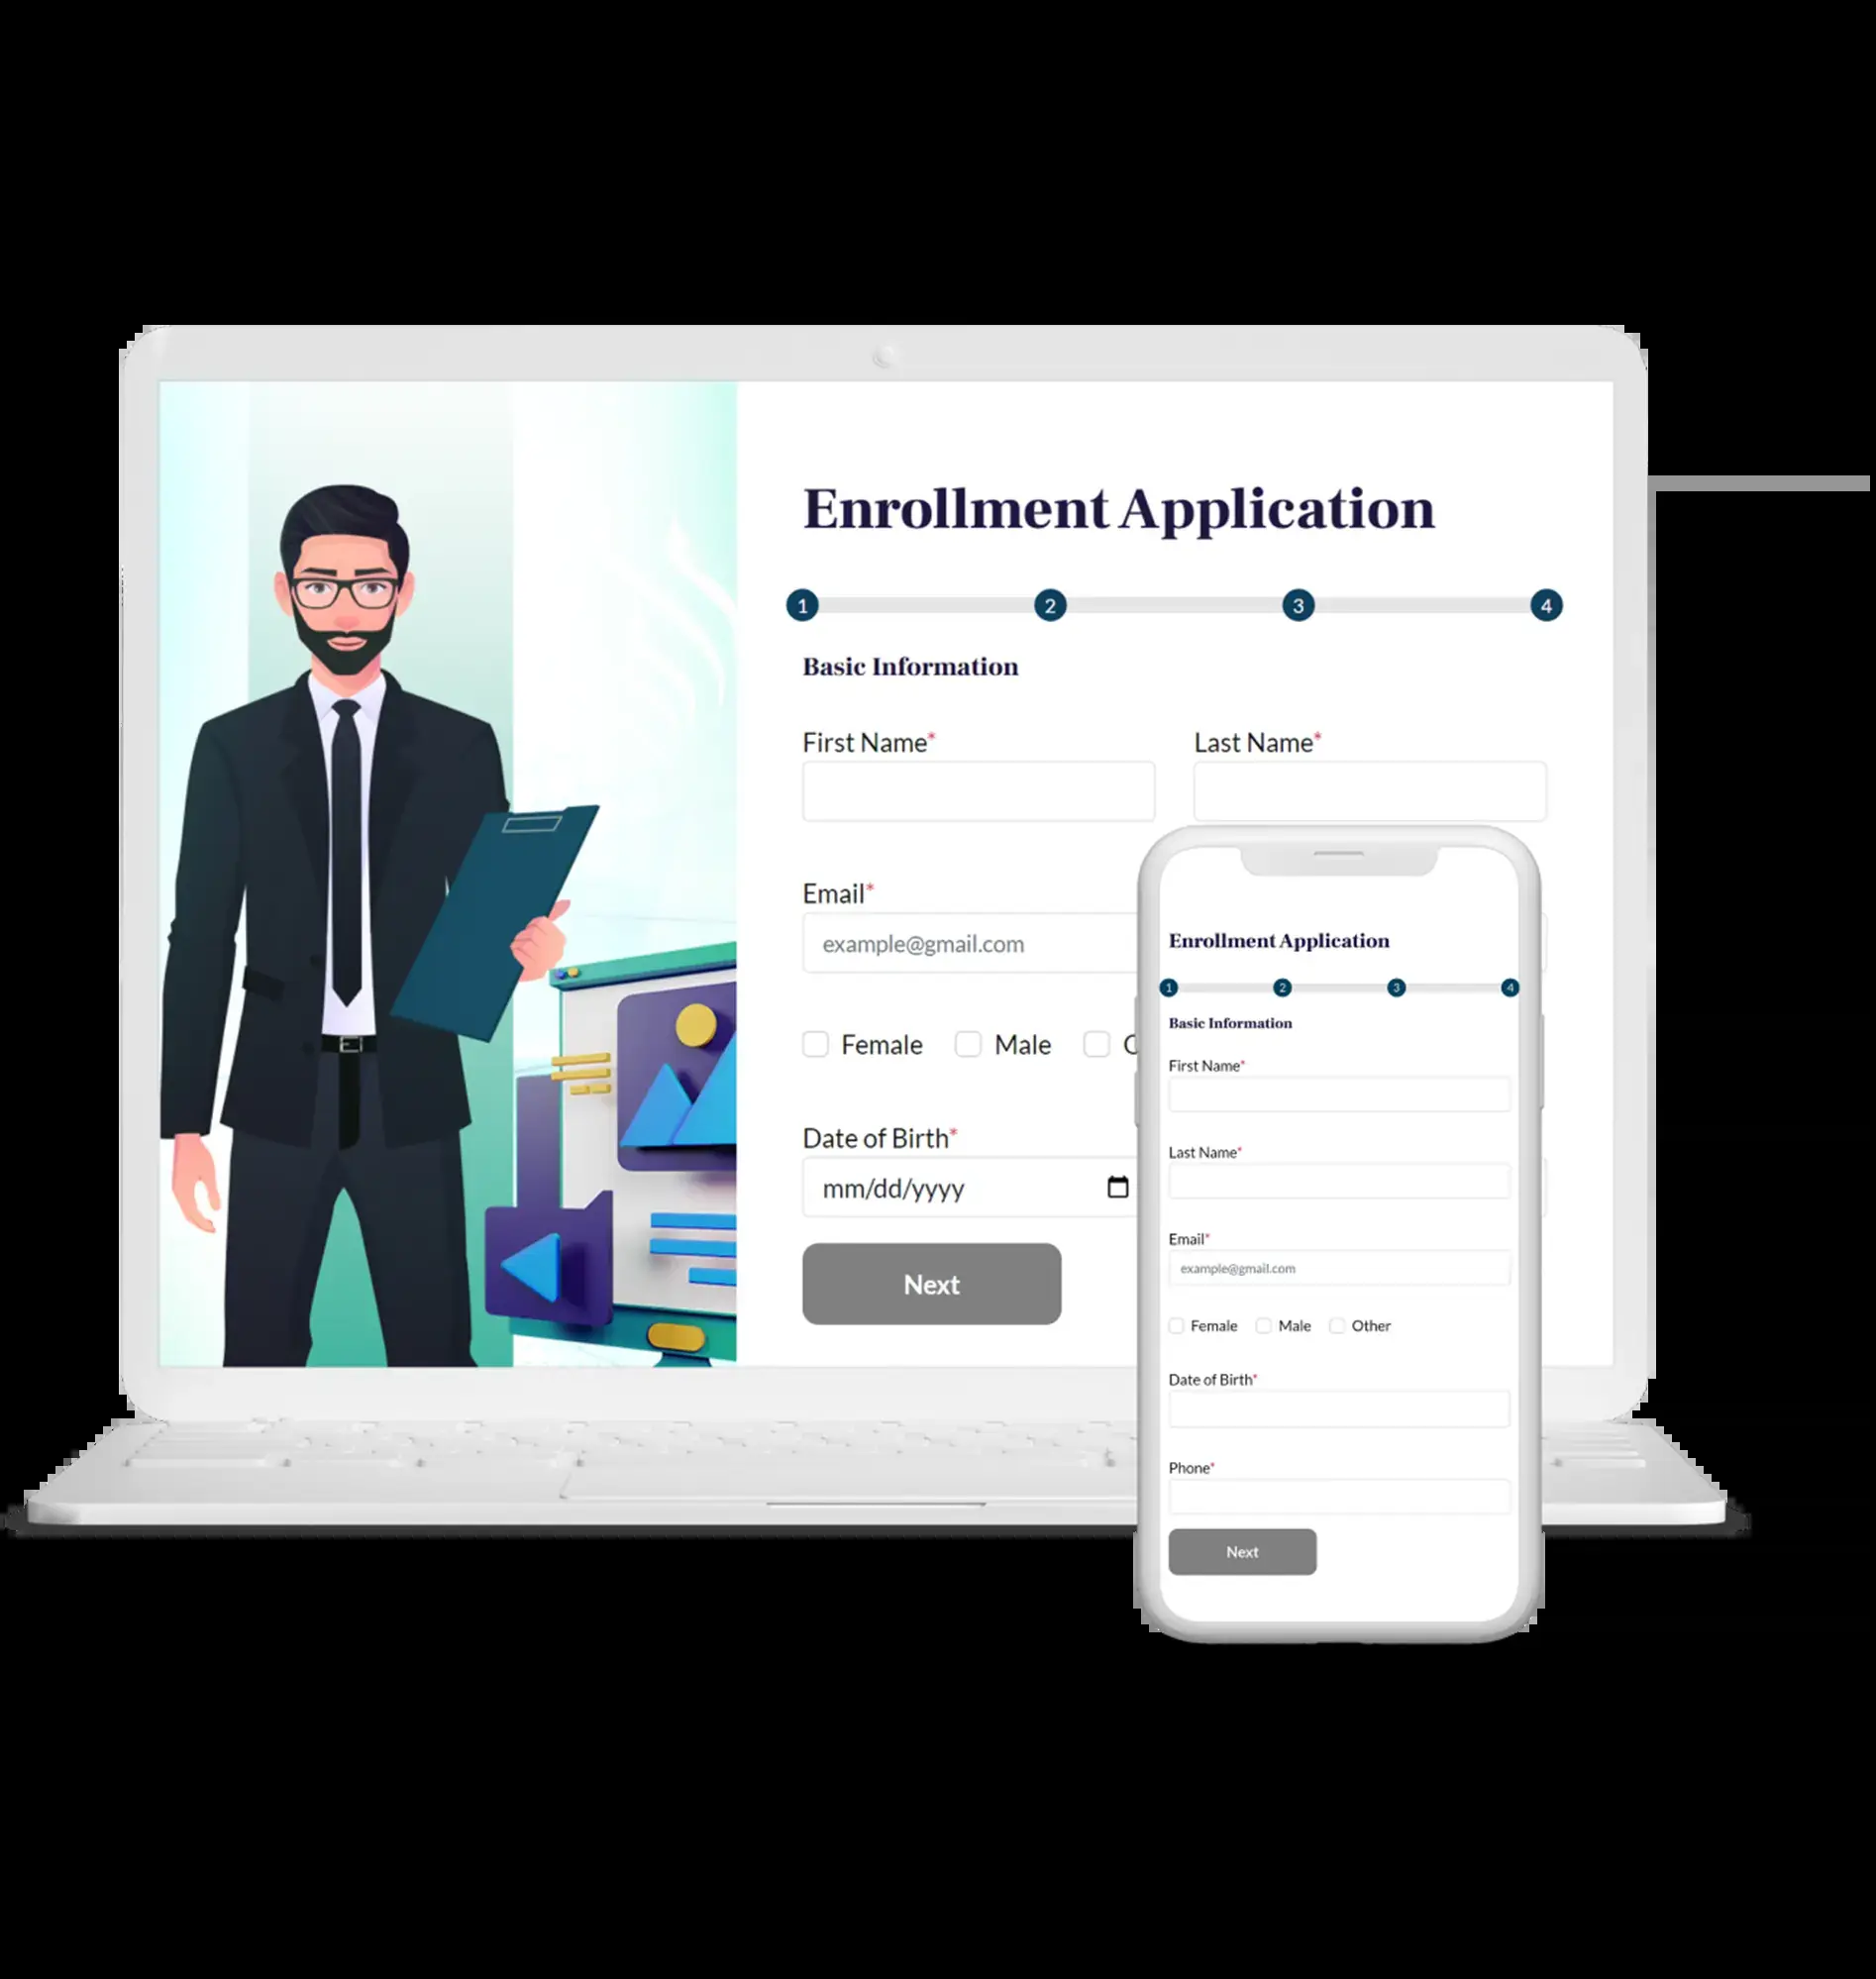 Enrollment Application
1 2 3 4
Basic Information
First Name* Last Name*
Email*
example@gmail.com
Female Male
Date of Birth*
mm/dd/yyyy
Next
Enrollment Application
1 2 3 4
Basic Information
First Name*
Last Name*
Email*
example@gmail.com
Female Male Other
Date of Birth*
Phone*
Next